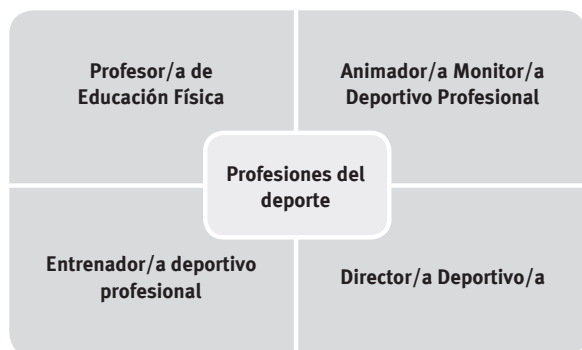 Profesor/a de
Educación Física
Animador/a Monitor/a
Deportivo Profesional
Profesiones del
deporte
Entrenador/a deportivo
profesional
Director/a Deportivo/a